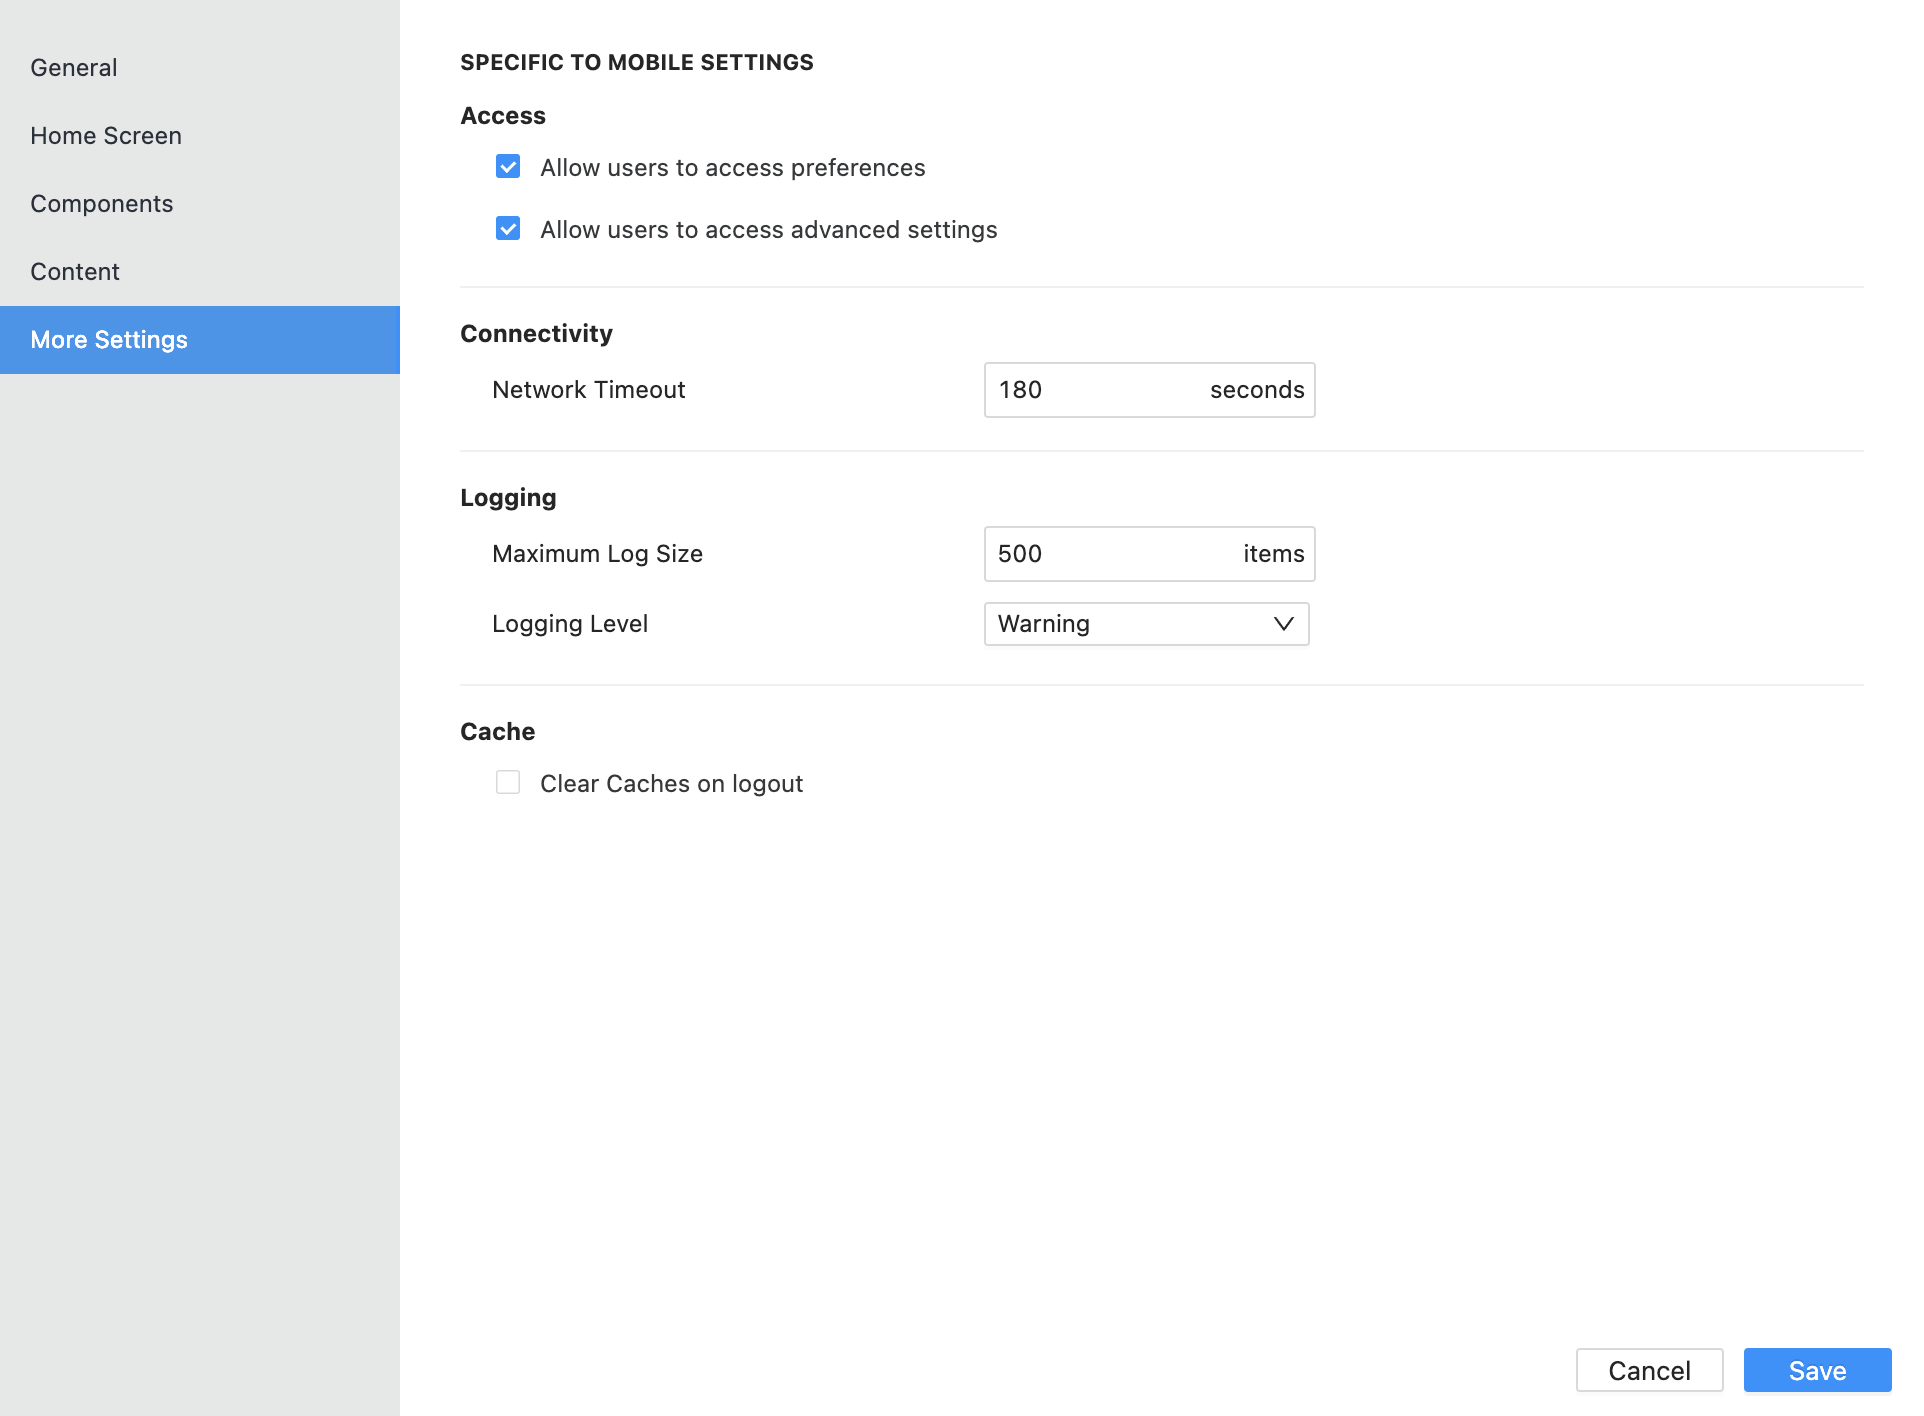 General
Home Screen
Components
Content
More Settings
SPECIFIC TO MOBILE SETTINGS
Access
Allow users to access preferences
Allow users to access advanced settings
Connectivity
Network Timeout 180 seconds
Logging
Maximum Log Size 500 items
Logging Level Warning
Cache
Clear Caches on logout
Cancel Save